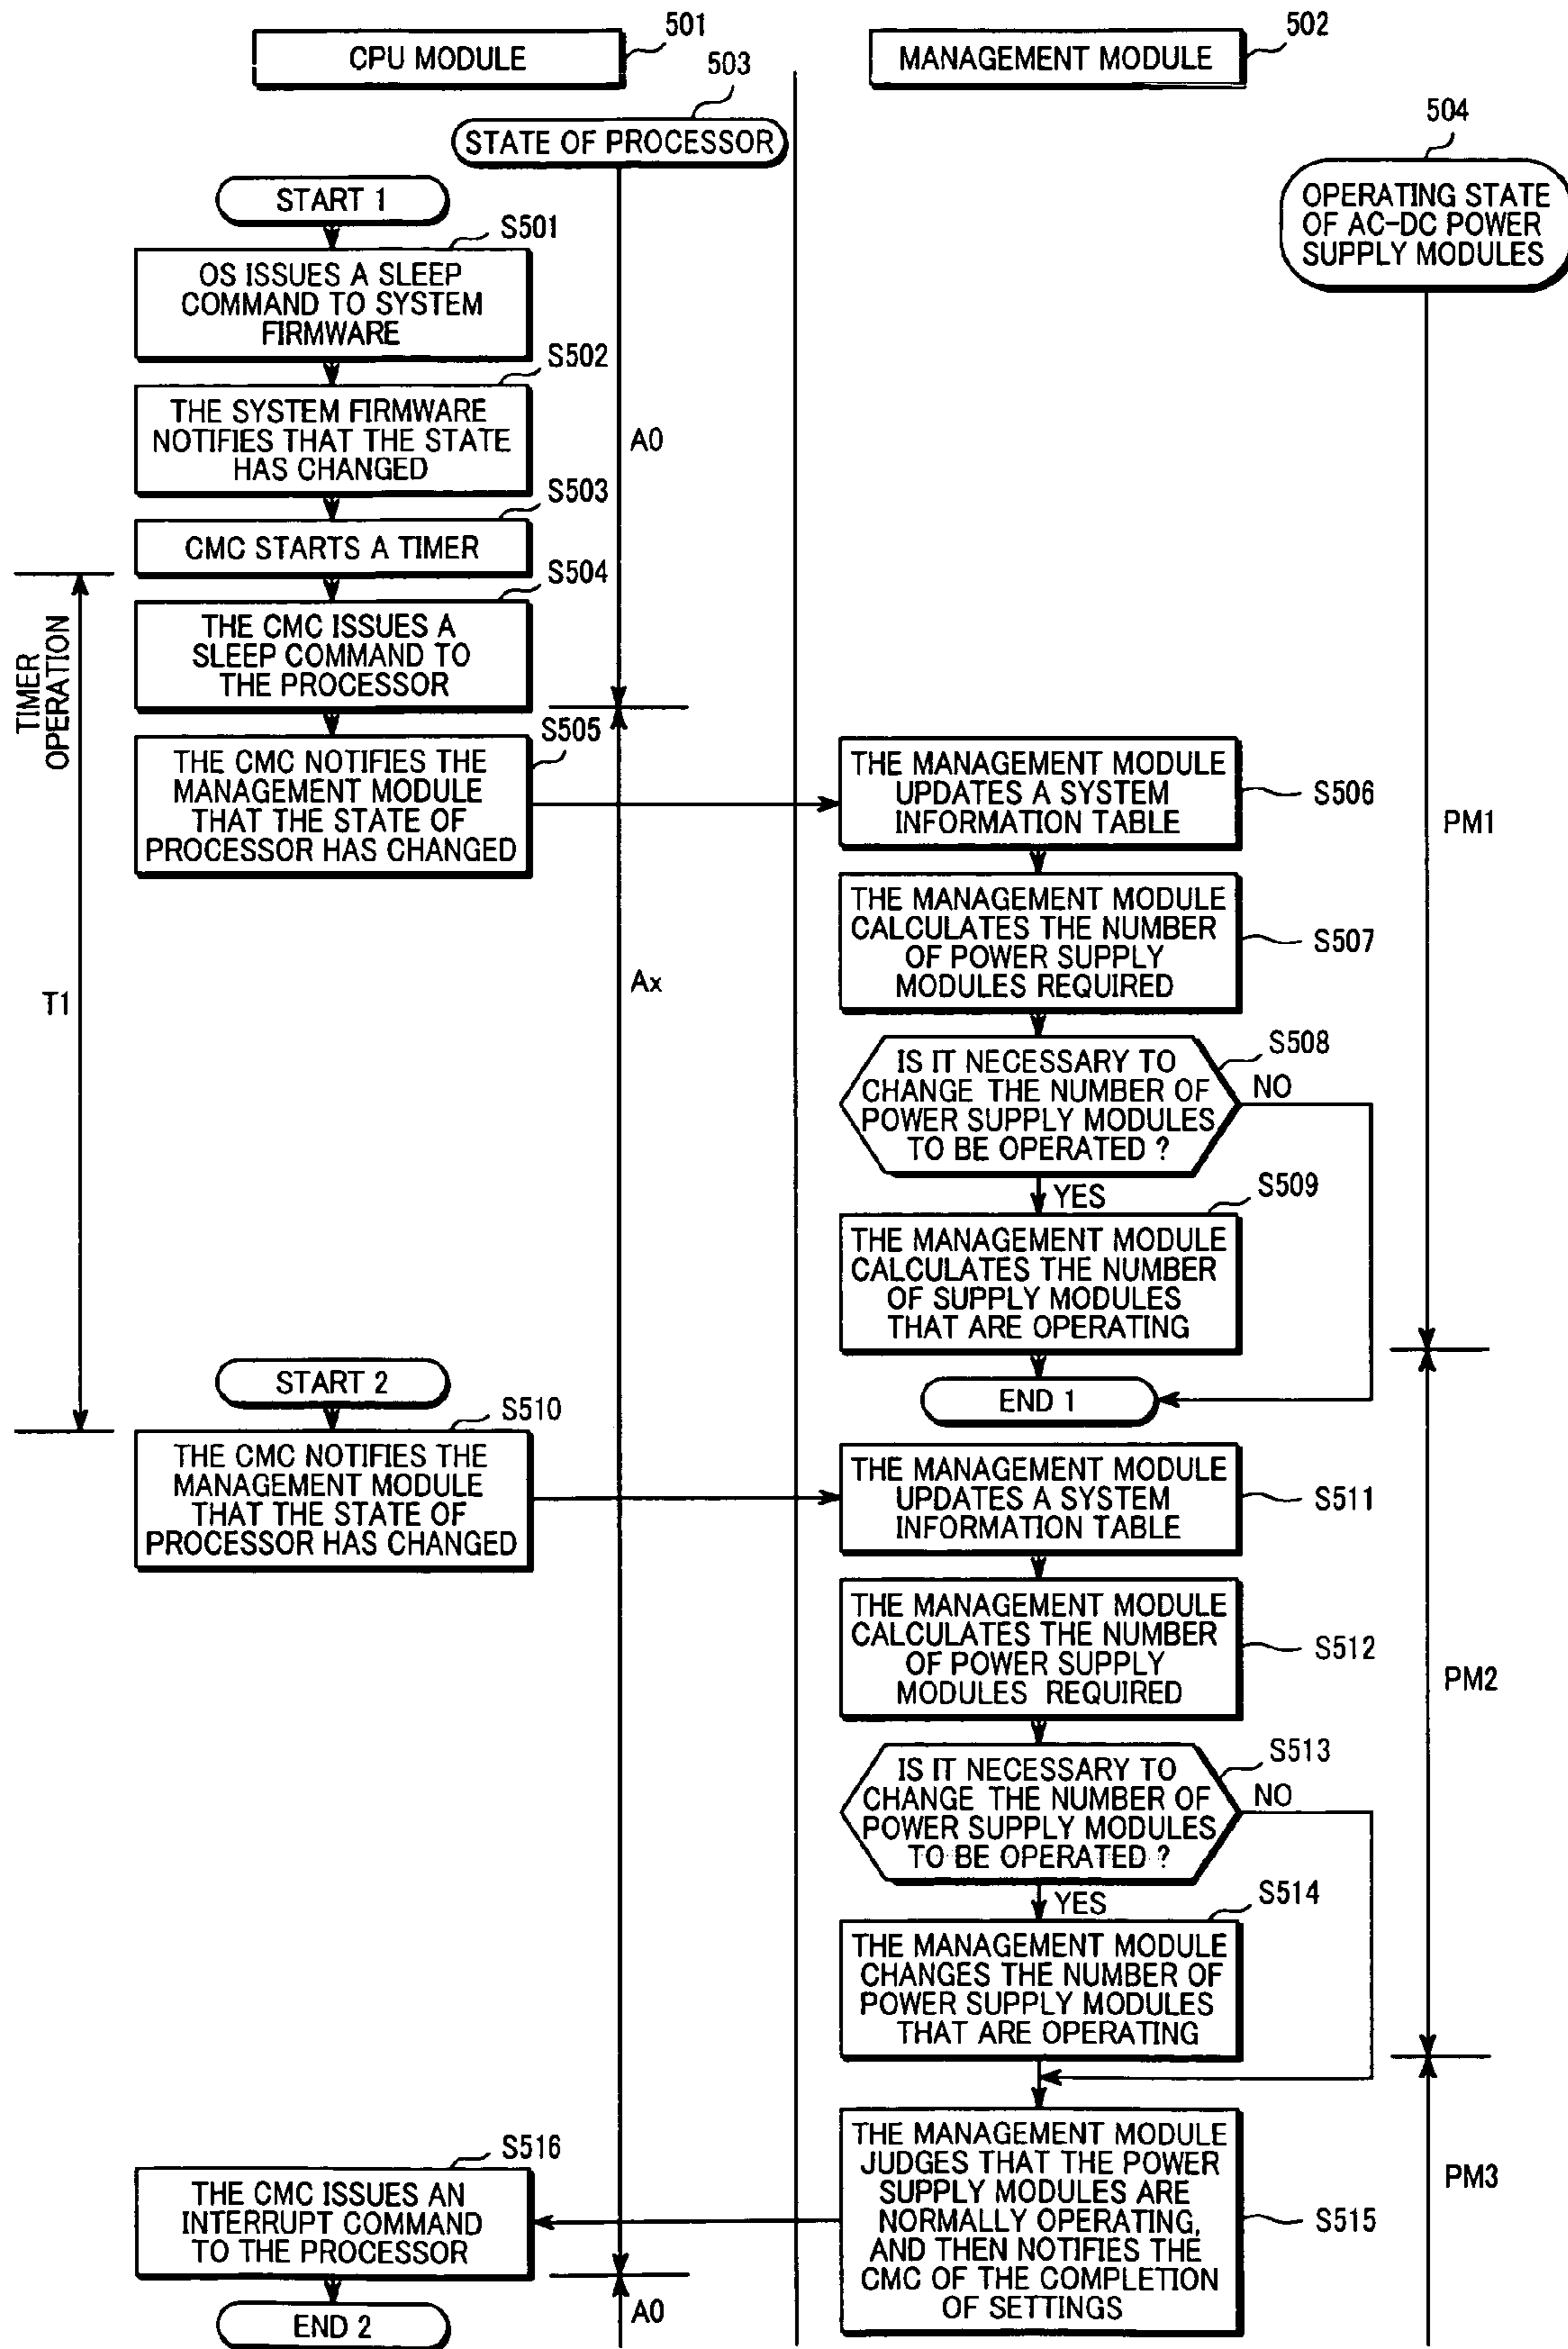 501
CPU MODULE
502
MANAGEMENT MODULE
503
STATE OF PROCESSOR
504
OPERATING STATE
OF AC-DC POWER
SUPPLY MODULES
START 1
S501
OS ISSUES A SLEEP
COMMAND TO SYSTEM
FIRMWARE
S502
THE SYSTEM FIRMWARE
NOTIFIES THAT THE STATE
HAS CHANGED
A0
S503
CMC STARTS A TIMER
S504
THE CMC ISSUES A
SLEEP COMMAND TO
THE PROCESSOR
TIMER
OPERATION
S505
THE CMC NOTIFIES THE
MANAGEMENT MODULE
THAT THE STATE OF
PROCESSOR HAS CHANGED
THE MANAGEMENT MODULE
UPDATES A SYSTEM
INFORMATION TABLE
S506
PM1
THE MANAGEMENT MODULE
CALCULATES THE NUMBER
OF POWER SUPPLY
MODULES REQUIRED
S507
T1
Ax
IS IT NECESSARY TO
CHANGE THE NUMBER OF
POWER SUPPLY MODULES
TO BE OPERATED ?
S508
NO
YES
S509
THE MANAGEMENT MODULE
CALCULATES THE NUMBER
OF SUPPLY MODULES
THAT ARE OPERATING
START 2
END 1
S510
THE CMC NOTIFIES THE
MANAGEMENT MODULE
THAT THE STATE OF
PROCESSOR HAS CHANGED
THE MANAGEMENT MODULE
UPDATES A SYSTEM
INFORMATION TABLE
S511
THE MANAGEMENT MODULE
CALCULATES THE NUMBER
OF POWER SUPPLY
MODULES REQUIRED
S512
PM2
IS IT NECESSARY TO
CHANGE THE NUMBER OF
POWER SUPPLY MODULES
TO BE OPERATED ?
S513
NO
YES
S514
THE MANAGEMENT MODULE
CHANGES THE NUMBER OF
POWER SUPPLY MODULES
THAT ARE OPERATING
THE MANAGEMENT MODULE
JUDGES THAT THE POWER
SUPPLY MODULES ARE
NORMALLY OPERATING,
AND THEN NOTIFIES THE
CMC OF THE COMPLETION
OF SETTINGS
S515
PM3
S516
THE CMC ISSUES AN
INTERRUPT COMMAND
TO THE PROCESSOR
A0
END 2